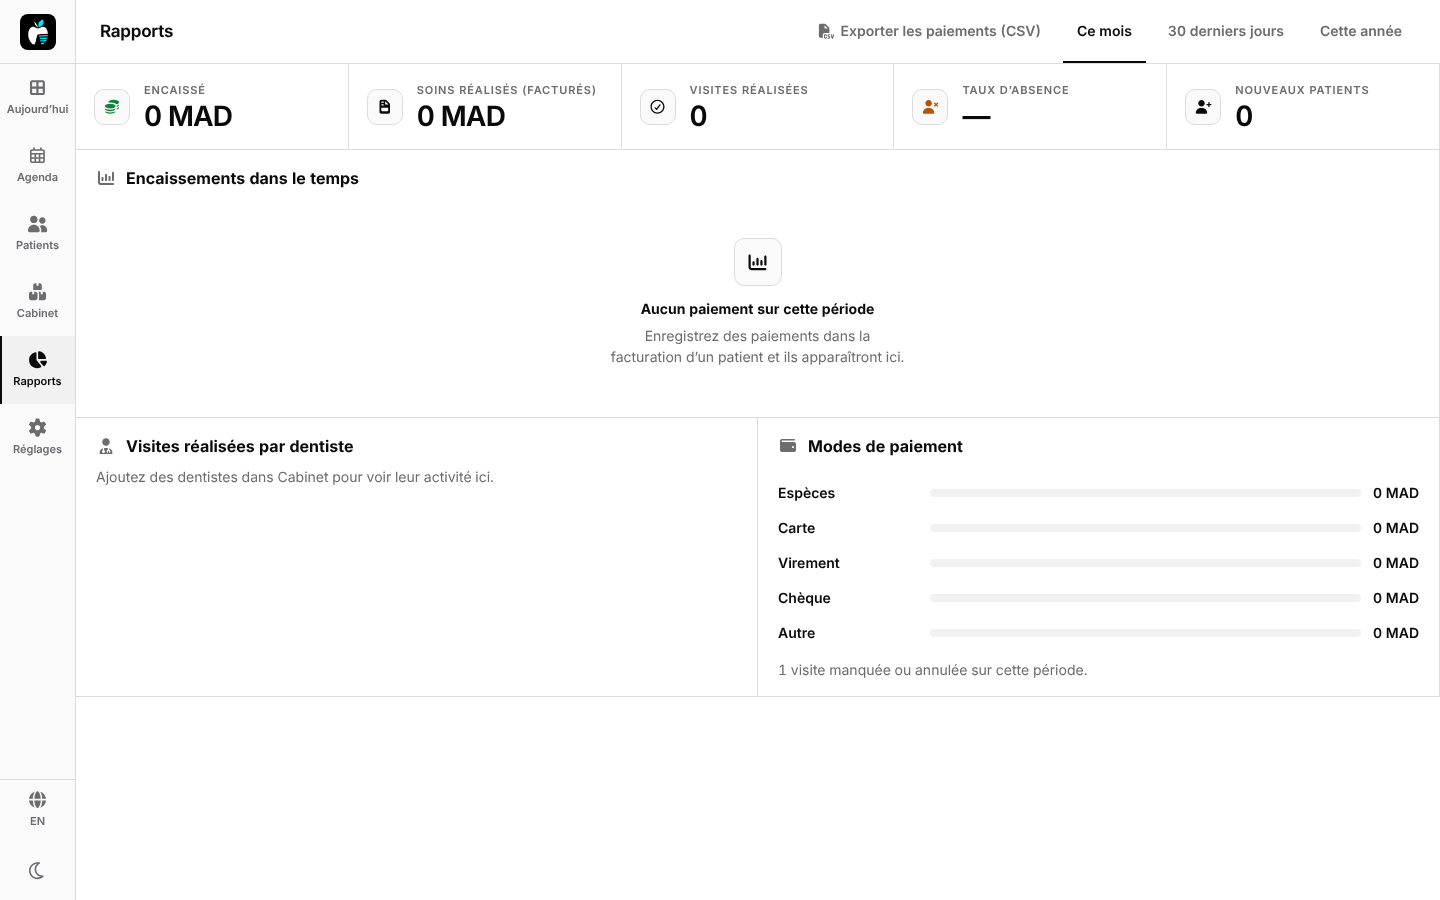 Rapports
Exporter les paiements (CSV)
Ce mois
30 derniers jours
Cette année
Aujourd'hui
Agenda
Patients
Cabinet
Rapports
Réglages
EN
ENCAISSÉ
0 MAD
SOINS RÉALISÉS (FACTURÉS)
0 MAD
VISITES RÉALISÉES
0
TAUX D'ABSENCE
—
NOUVEAUX PATIENTS
0
Encaissements dans le temps
Aucun paiement sur cette période
Enregistrez des paiements dans la
facturation d'un patient et ils apparaîtront ici.
Visites réalisées par dentiste
Ajoutez des dentistes dans Cabinet pour voir leur activité ici.
Modes de paiement
Espèces 0 MAD
Carte 0 MAD
Virement 0 MAD
Chèque 0 MAD
Autre 0 MAD
1 visite manquée ou annulée sur cette période.